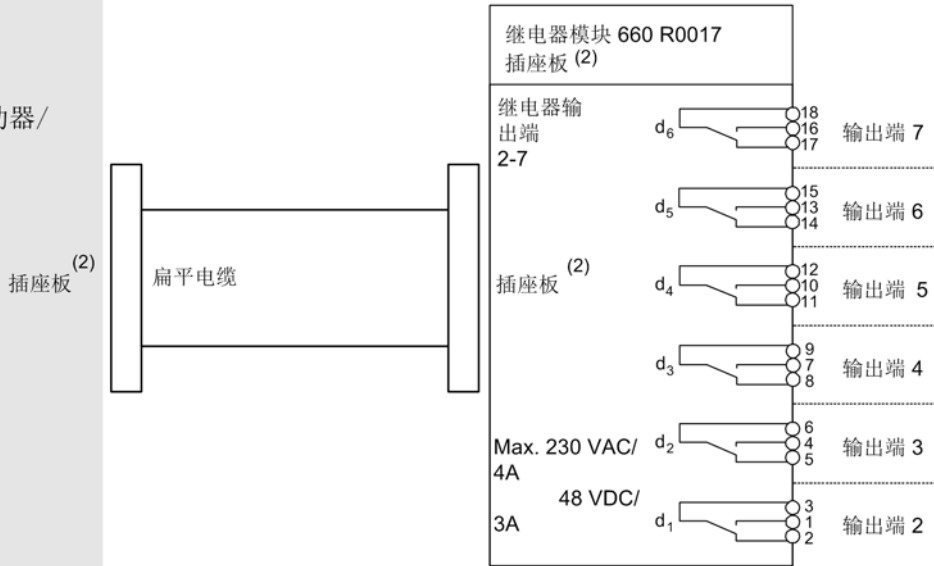 继电器模块 660 R0017
插座板 (2)
动器/
继电器输
出端
2-7
d6
18
16
17
输出端 7
d5
15
13
14
输出端 6
插座板 (2)
扁平电缆
插座板 (2)
d4
12
10
11
输出端 5
d3
9
7
8
输出端 4
Max. 230 VAC/
4A
d2
6
4
5
输出端 3
48 VDC/
3A
d1
3
1
2
输出端 2